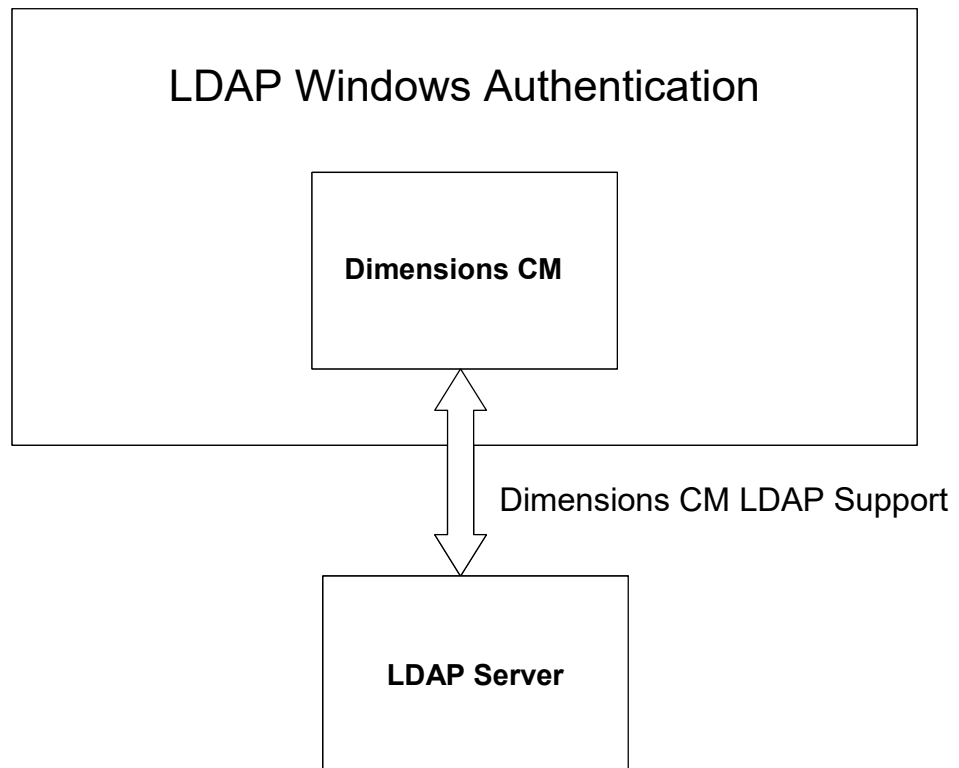 LDAP Windows Authentication
Dimensions CM
Dimensions CM LDAP Support
LDAP Server